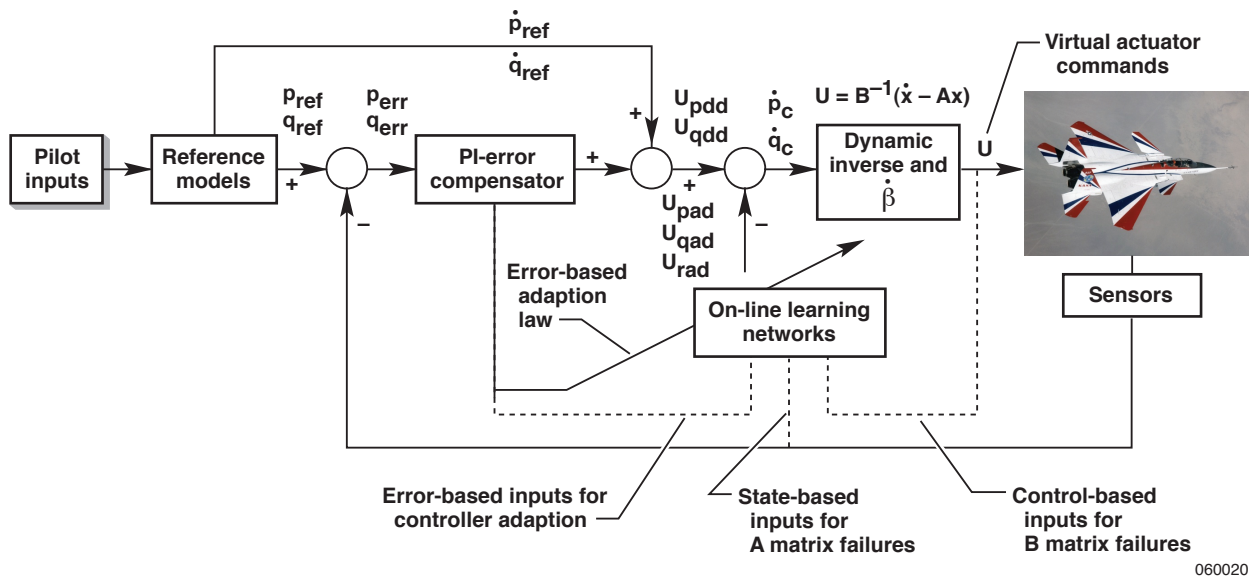 ṗref
q̇ref
Virtual actuator
commands
pref
qref
perr
qerr
+
Updd
Uqdd
ṗc
q̇c
U = B⁻¹(ẋ – Ax)
Pilot
inputs
Reference
models
+
–
PI-error
compensator
+
+
–
Dynamic
inverse and
β̇
U
Upad
Uqad
Urad
Error-based
adaption
law
On-line learning
networks
Sensors
Error-based inputs for
controller adaption
State-based
inputs for
A matrix failures
Control-based
inputs for
B matrix failures
060020